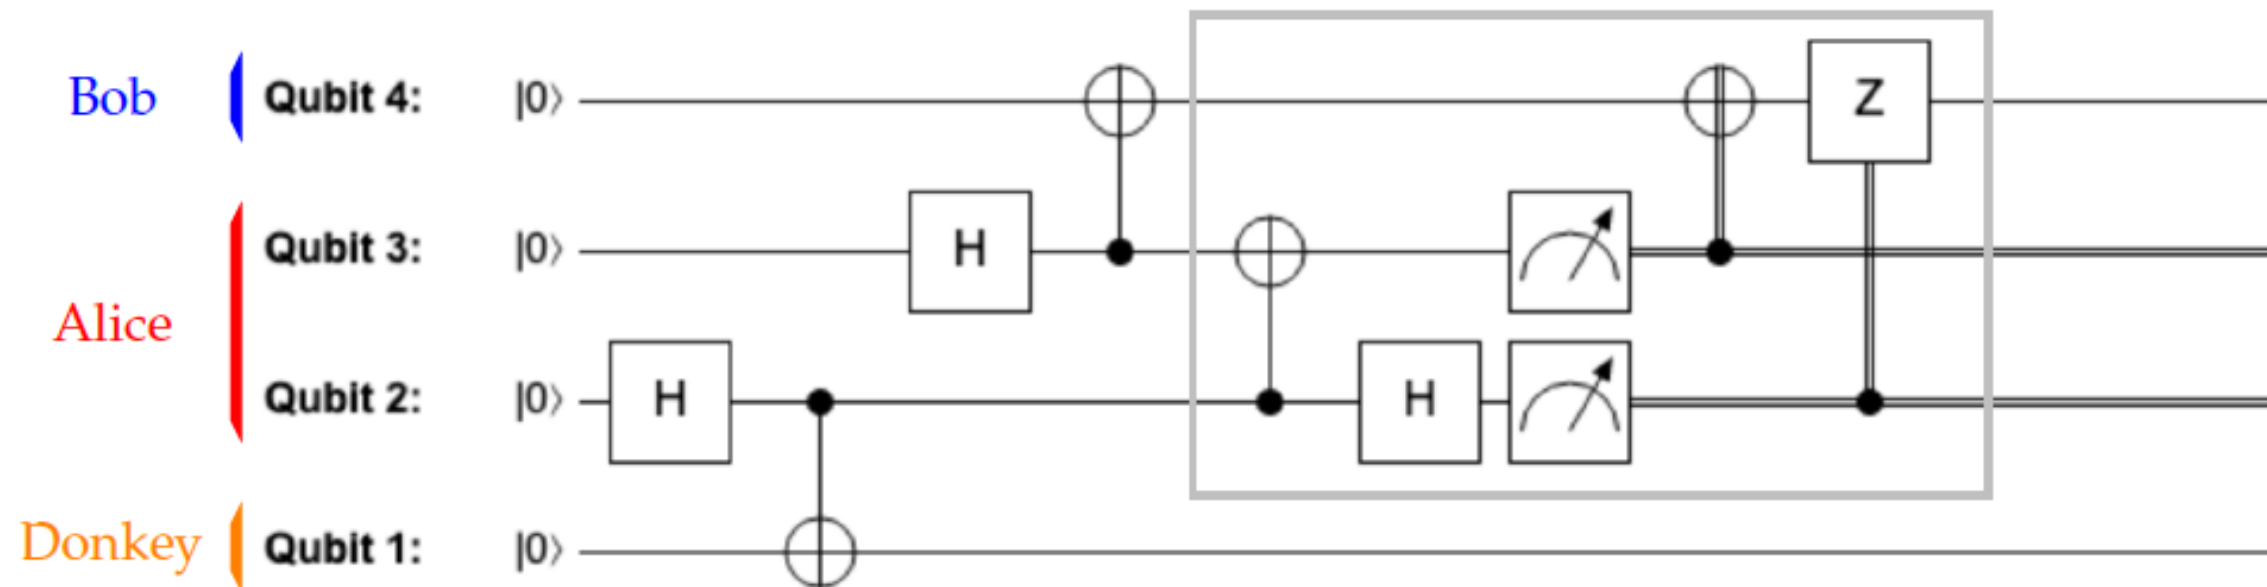 Bob Qubit 4: |0⟩ Z
Qubit 3: |0⟩ H
Alice
Qubit 2: |0⟩ H H
Donkey Qubit 1: |0⟩